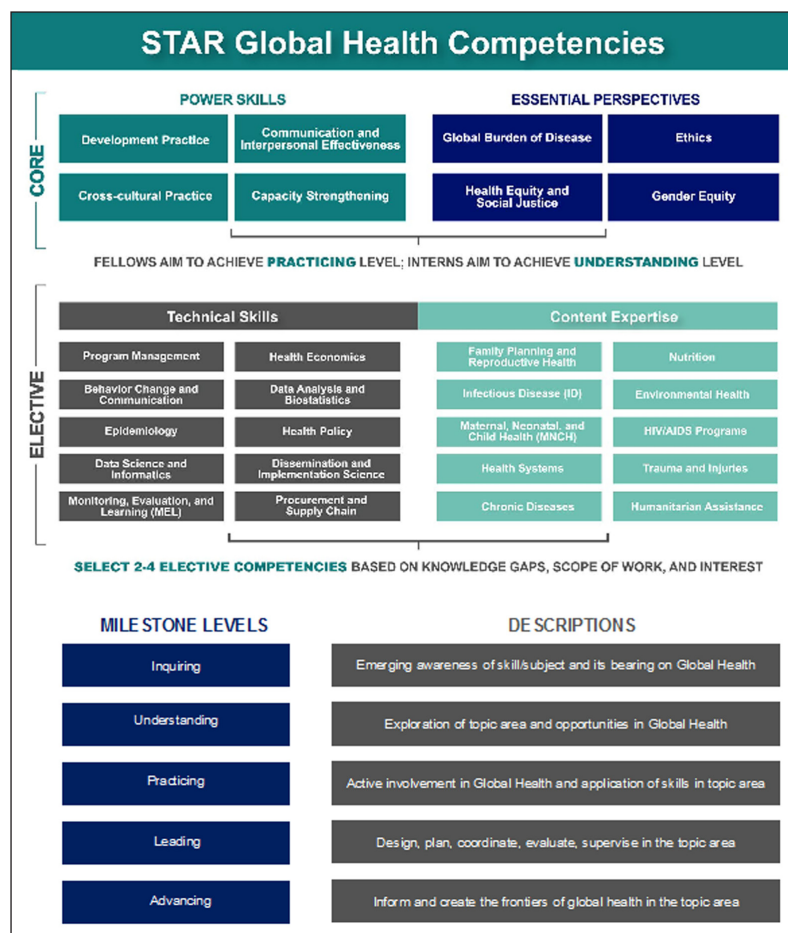 STAR Global Health Competencies
CORE
POWER SKILLS
Development Practice
Communication and
Interpersonal Effectiveness
Cross-cultural Practice
Capacity Strengthening
ESSENTIAL PERSPECTIVES
Global Burden of Disease
Ethics
Health Equity and
Social Justice
Gender Equity
FELLOWS AIM TO ACHIEVE PRACTICING LEVEL; INTERNS AIM TO ACHIEVE UNDERSTANDING LEVEL
ELECTIVE
Technical Skills
Program Management
Health Economics
Behavior Change and
Communication
Data Analysis and
Biostatistics
Epidemiology
Health Policy
Data Science and
Informatics
Dissemination and
Implementation Science
Monitoring, Evaluation, and
Learning (MEL)
Procurement and
Supply Chain
Content Expertise
Family Planning and
Reproductive Health
Nutrition
Infectious Disease (ID)
Environmental Health
Maternal, Neonatal, and
Child Health (MNCH)
HIV/AIDS Programs
Health Systems
Trauma and Injuries
Chronic Diseases
Humanitarian Assistance
SELECT 2-4 ELECTIVE COMPETENCIES BASED ON KNOWLEDGE GAPS, SCOPE OF WORK, AND INTEREST
MILESTONE LEVELS
DESCRIPTIONS
Inquiring
Emerging awareness of skill/subject and its bearing on Global Health
Understanding
Exploration of topic area and opportunities in Global Health
Practicing
Active involvement in Global Health and application of skills in topic area
Leading
Design, plan, coordinate, evaluate, supervise in the topic area
Advancing
Inform and create the frontiers of global health in the topic area